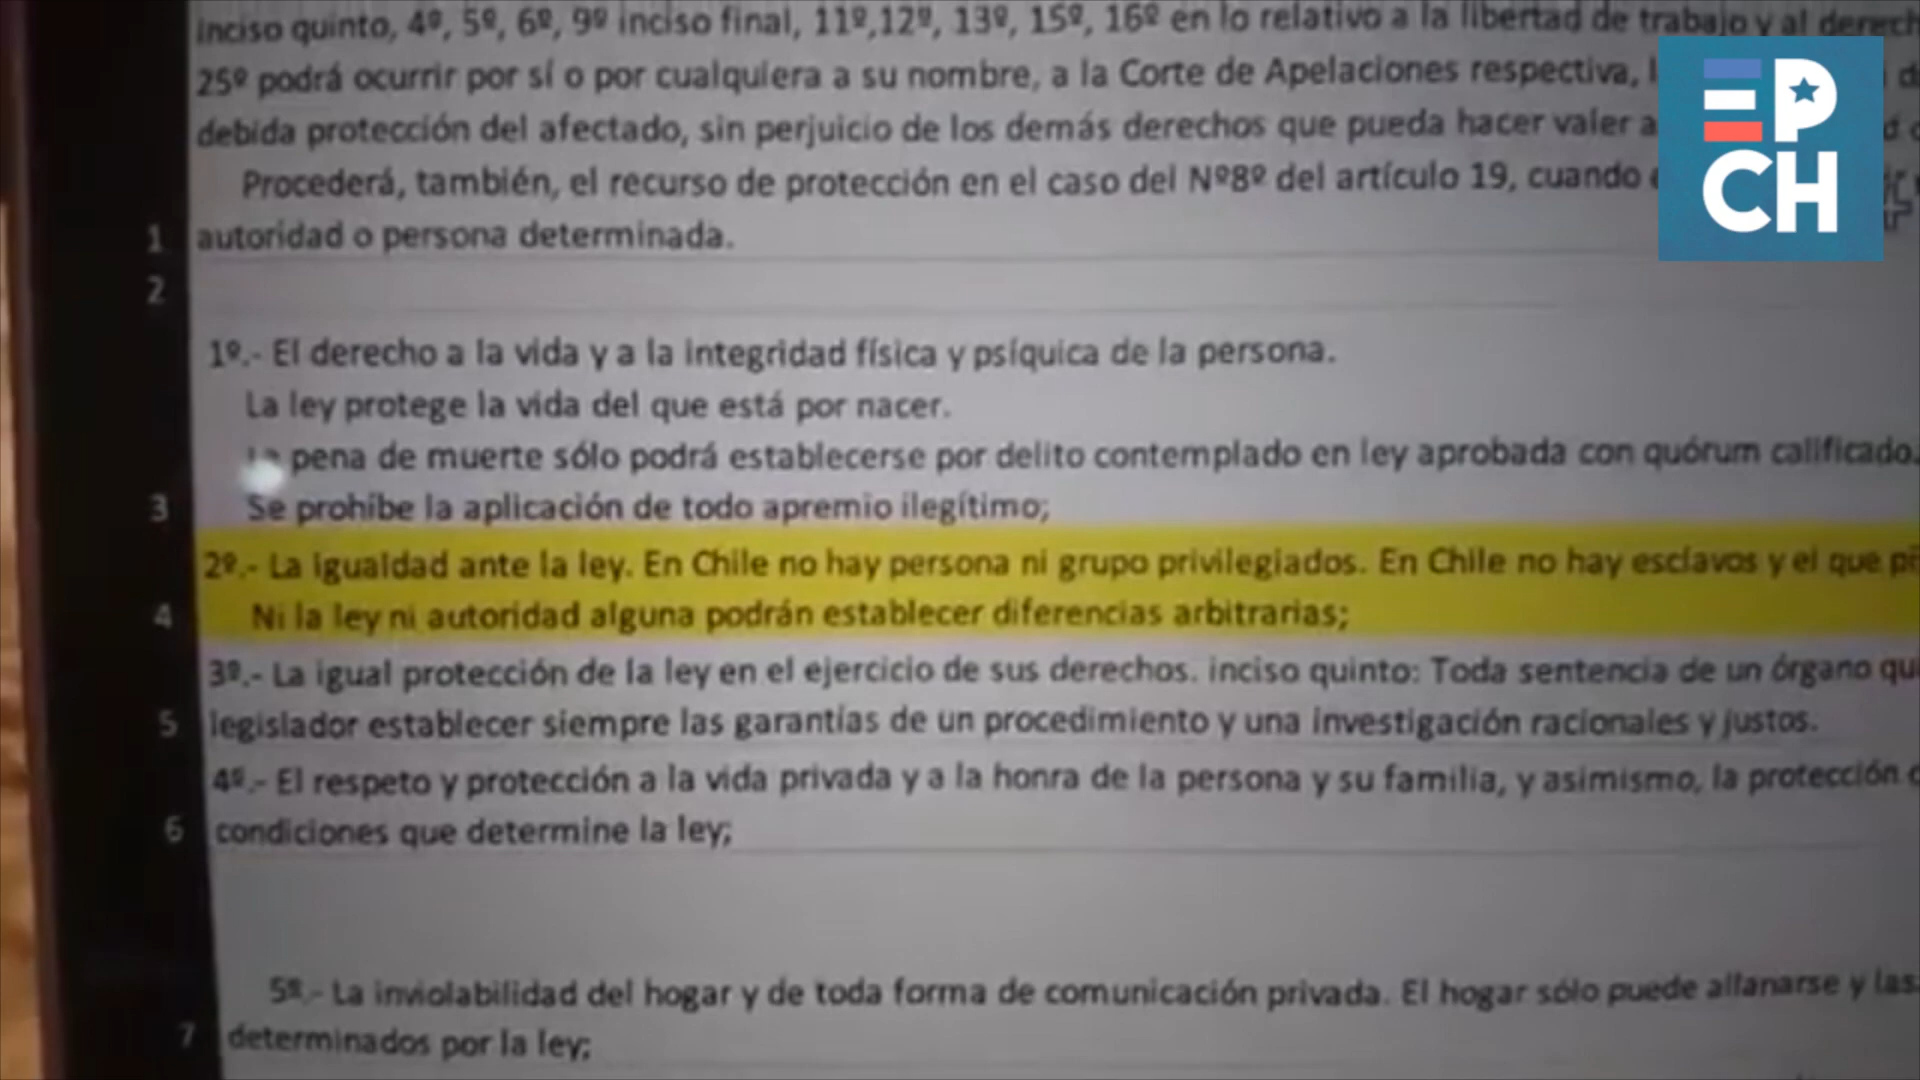 inciso quinto, 4º, 5º, 6º, 9º inciso final, 11º,12º, 13º, 15º, 16º en lo relativo a la libertad de trabajo y al derech
25º podrá ocurrir por sí o por cualquiera a su nombre, a la Corte de Apelaciones respectiva,
debida protección del afectado, sin perjuicio de los demás derechos que pueda hacer valer a
Procederá, también, el recurso de protección en el caso del Nº8º del artículo 19, cuando
1 autoridad o persona determinada.
2
1º.- El derecho a la vida y a la integridad física y psíquica de la persona.
La ley protege la vida del que está por nacer.
La pena de muerte sólo podrá establecerse por delito contemplado en ley aprobada con quórum calificado.
3 Se prohíbe la aplicación de todo apremio ilegítimo;
2º.- La igualdad ante la ley. En Chile no hay persona ni grupo privilegiados. En Chile no hay esclavos y el que pi
4 Ni la ley ni autoridad alguna podrán establecer diferencias arbitrarias;
3º.- La igual protección de la ley en el ejercicio de sus derechos. inciso quinto: Toda sentencia de un órgano qu
5 legislador establecer siempre las garantías de un procedimiento y una investigación racionales y justos.
4º.- El respeto y protección a la vida privada y a la honra de la persona y su familia, y asimismo, la protección
6 condiciones que determine la ley;
5º.- La inviolabilidad del hogar y de toda forma de comunicación privada. El hogar sólo puede allanarse y las
7 determinados por la ley;
EP
CH